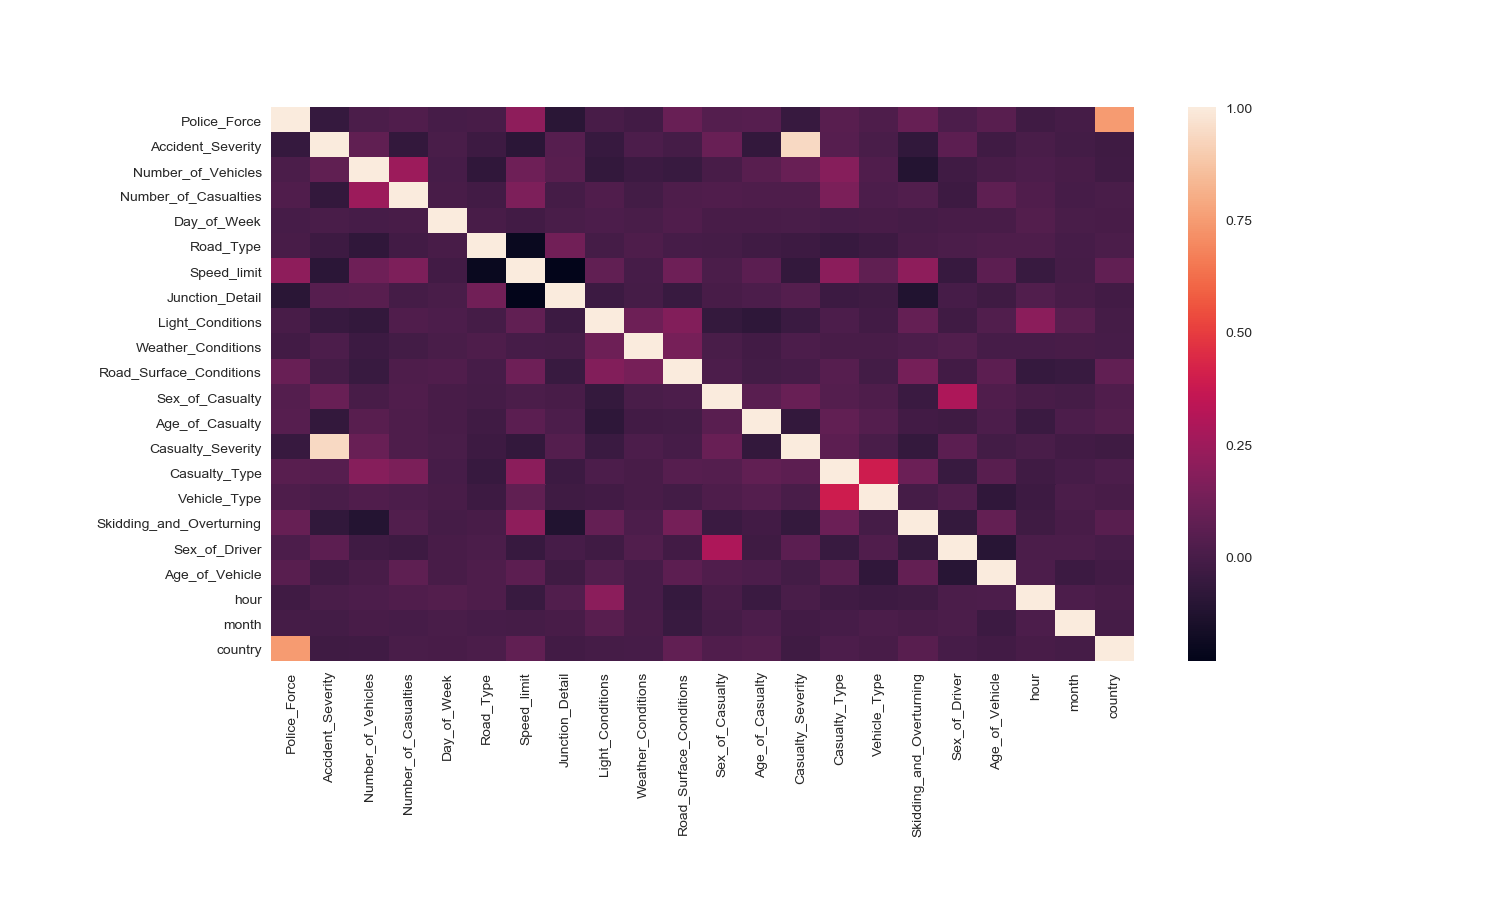 Police_Force
Accident_Severity
Number_of_Vehicles
Number_of_Casualties
Day_of_Week
Road_Type
Speed_limit
Junction_Detail
Light_Conditions
Weather_Conditions
Road_Surface_Conditions
Sex_of_Casualty
Age_of_Casualty
Casualty_Severity
Casualty_Type
Vehicle_Type
Skidding_and_Overturning
Sex_of_Driver
Age_of_Vehicle
hour
month
country
Police_Force
Accident_Severity
Number_of_Vehicles
Number_of_Casualties
Day_of_Week
Road_Type
Speed_limit
Junction_Detail
Light_Conditions
Weather_Conditions
Road_Surface_Conditions
Sex_of_Casualty
Age_of_Casualty
Casualty_Severity
Casualty_Type
Vehicle_Type
Skidding_and_Overturning
Sex_of_Driver
Age_of_Vehicle
hour
month
country
1.00
0.75
0.50
0.25
0.00